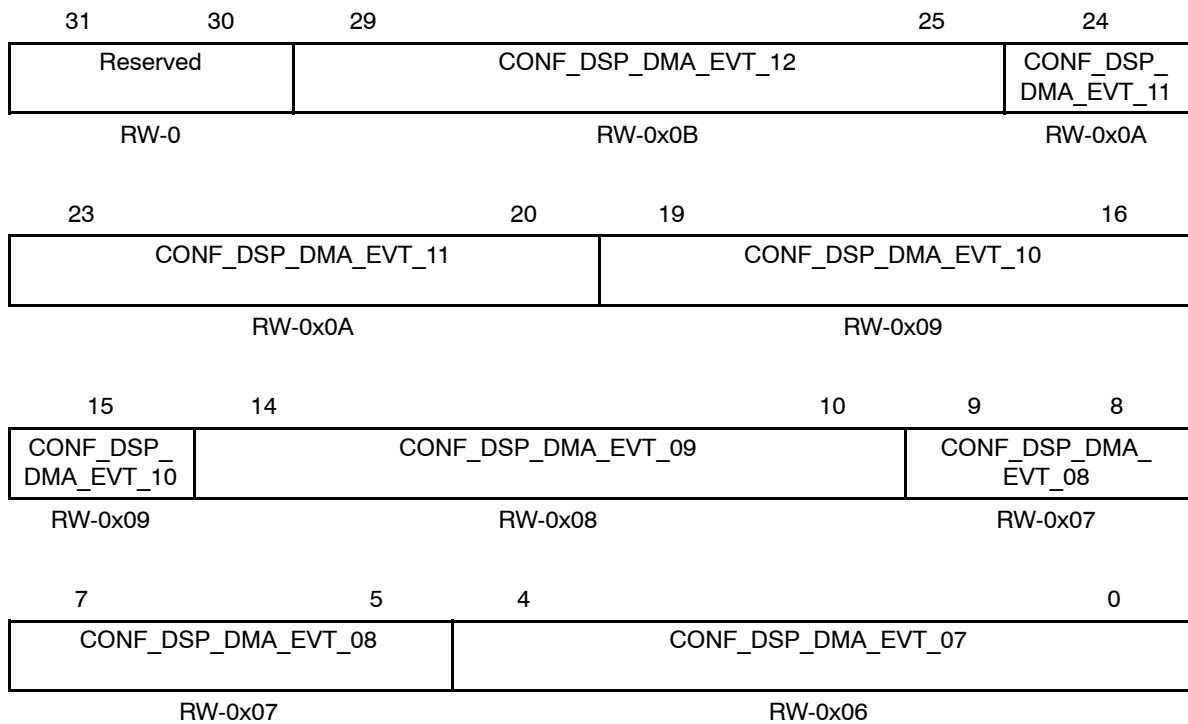 31 30 29 25 24
Reserved CONF_DSP_DMA_EVT_12 CONF_DSP_
DMA_EVT_11
RW-0 RW-0x0B RW-0x0A
23 20 19 16
CONF_DSP_DMA_EVT_11 CONF_DSP_DMA_EVT_10
RW-0x0A RW-0x09
15 14 10 9 8
CONF_DSP_ CONF_DSP_DMA_EVT_09 CONF_DSP_DMA_
DMA_EVT_10 EVT_08
RW-0x09 RW-0x08 RW-0x07
7 5 4 0
CONF_DSP_DMA_EVT_08 CONF_DSP_DMA_EVT_07
RW-0x07 RW-0x06